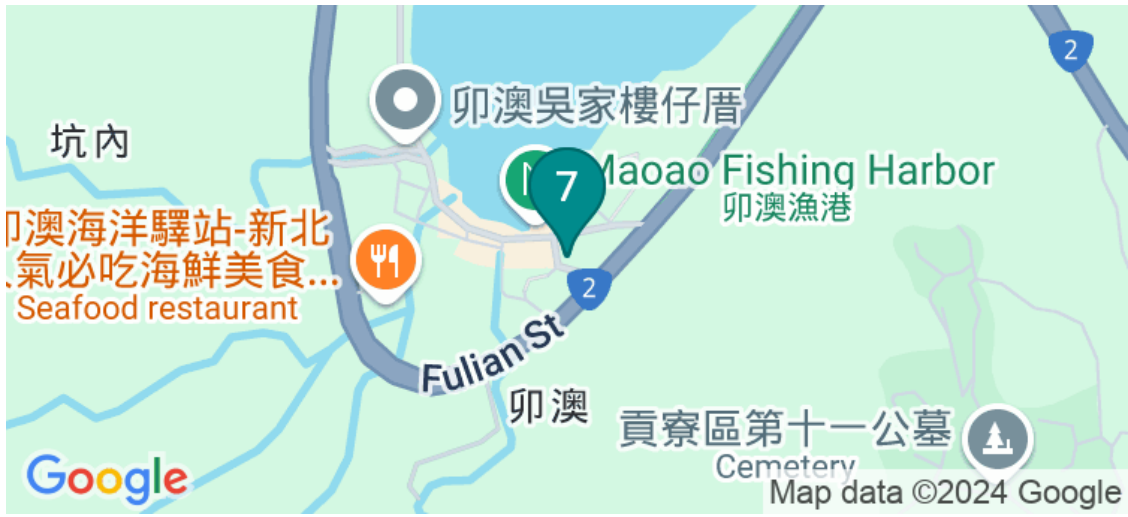 2
卯澳吳家樓仔厝
坑內
Maoao Fishing Harbor
卯澳漁港
7
卯澳海洋驛站-新北
氣必吃海鮮美食...
Seafood restaurant
2
Fulian St
卯澳
貢寮區第十一公墓
Cemetery
Google
Map data ©2024 Google